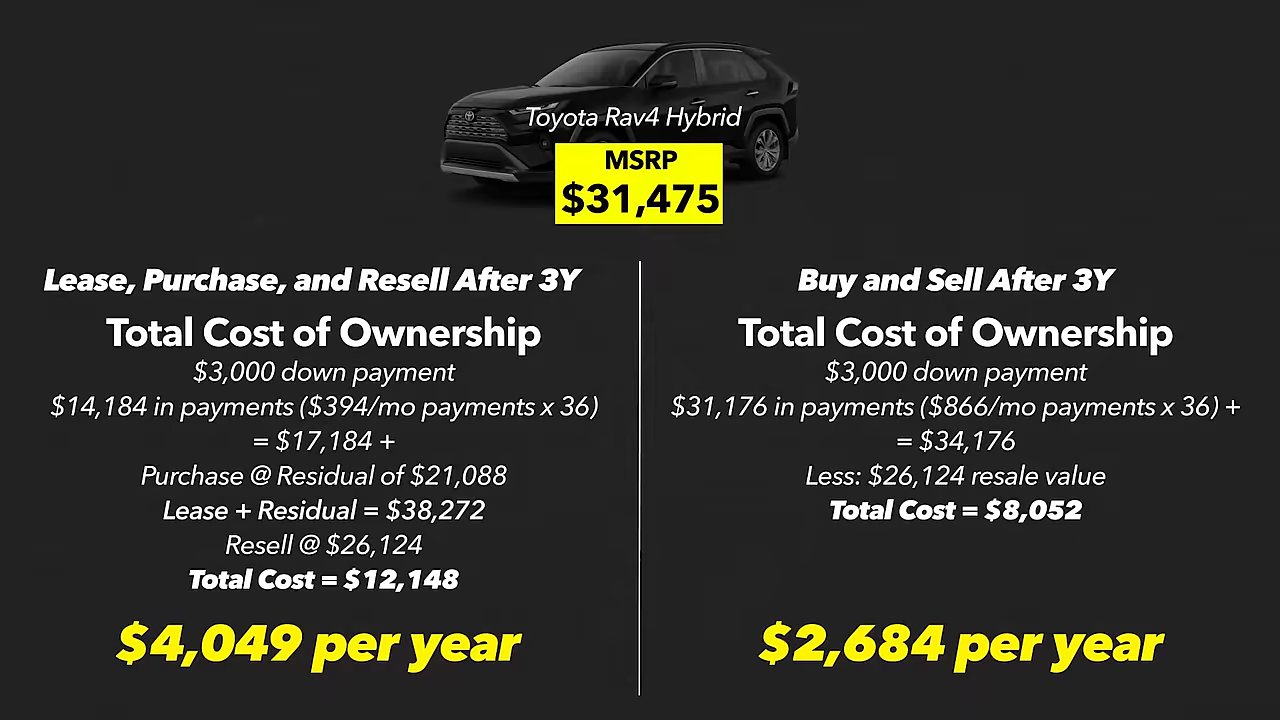 Toyota Rav4 Hybrid
MSRP
$31,475
Lease, Purchase, and Resell After 3Y
Total Cost of Ownership
$3,000 down payment
$14,184 in payments ($394/mo payments x 36)
= $17,184 +
Purchase @ Residual of $21,088
Lease + Residual = $38,272
Resell @ $26,124
Total Cost = $12,148
$4,049 per year
Buy and Sell After 3Y
Total Cost of Ownership
$3,000 down payment
$31,176 in payments ($866/mo payments x 36) +
= $34,176
Less: $26,124 resale value
Total Cost = $8,052
$2,684 per year